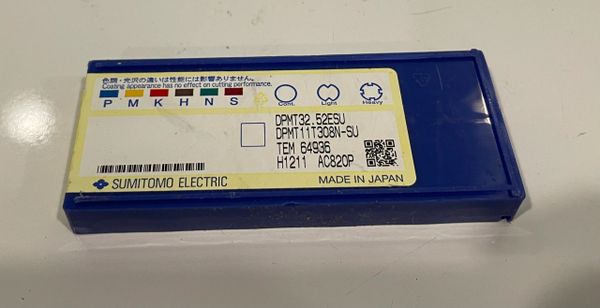 色調・光沢の違いは性能には影響ありません。
Coating appearance has no effect on cutting performance.
P M K H N S
Cont. Light Heavy
DPMT32.52ESU
DPMT11T308N-SU
TEM 64936
H1211 AC820P
SUMITOMO ELECTRIC
MADE IN JAPAN